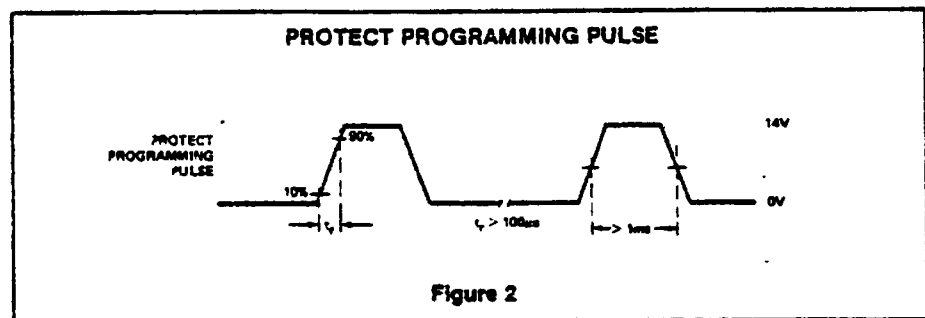 PROTECT PROGRAMMING PULSE
PROTECT
PROGRAMMING
PULSE
90%
10%
14V
0V
tr
tr > 100μs
> 1ms
Figure 2